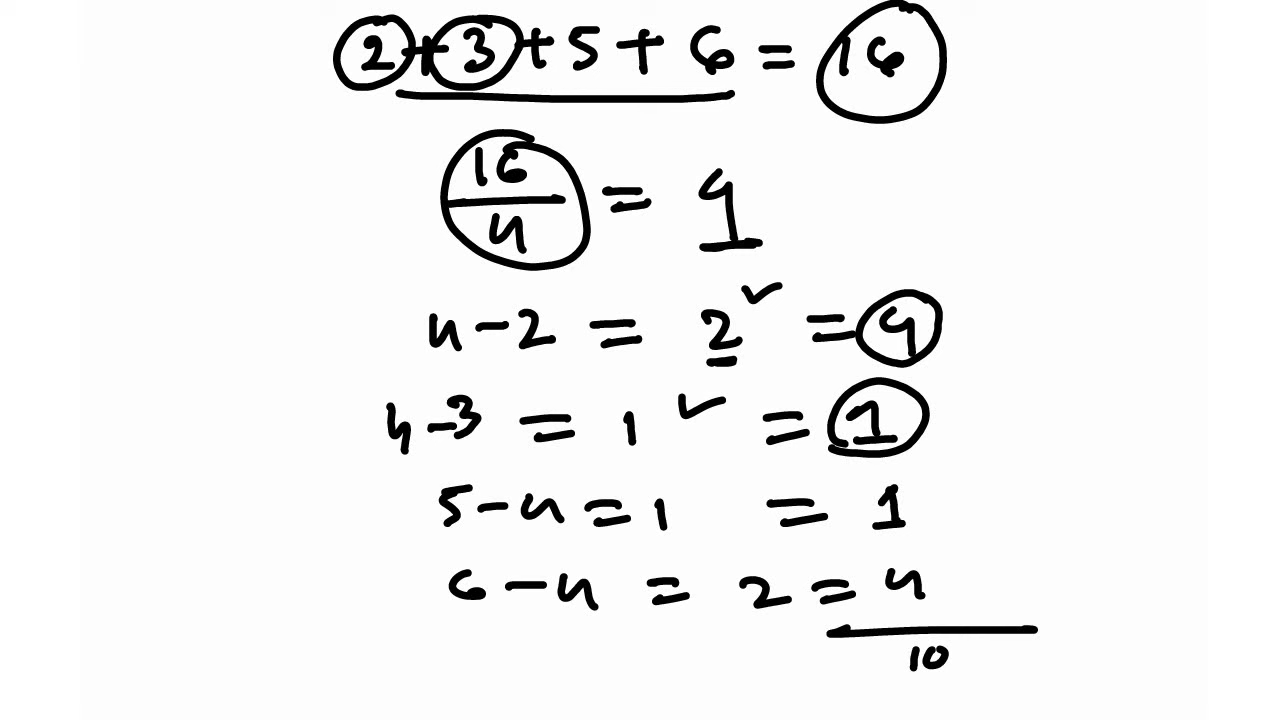 2+3+5+6 = 16
16/4 = 4
4-2 = 2 ✓ = 4
4-3 = 1 ✓ = 1
5-4 = 1 = 1
6-4 = 2 = 4
10